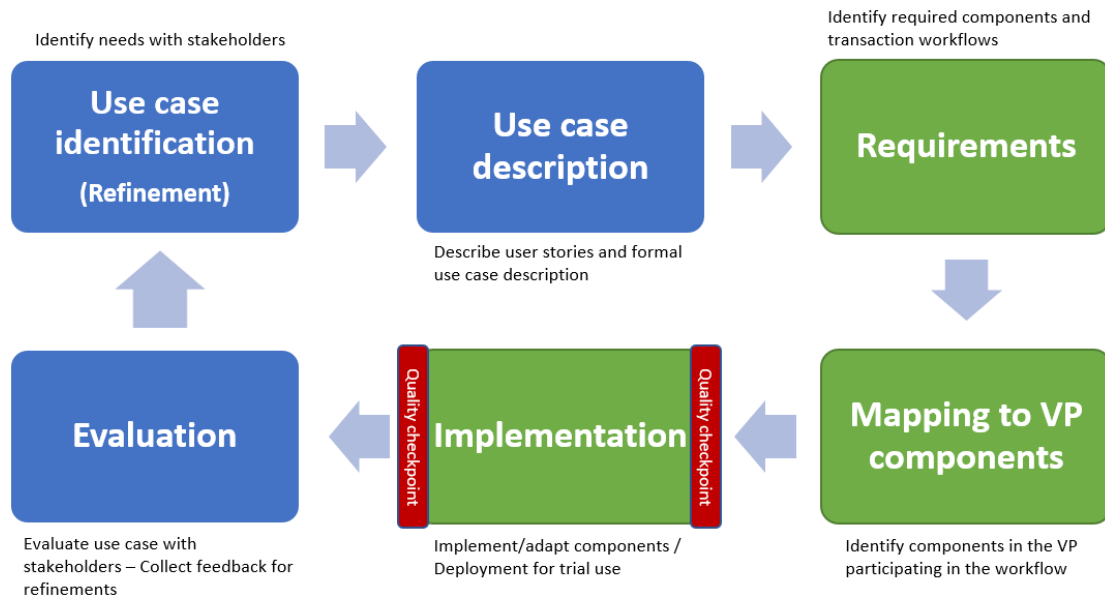 Identify needs with stakeholders
Use case
identification
(Refinement)
Use case
description
Describe user stories and formal
use case description
Identify required components and
transaction workflows
Requirements
Mapping to VP
components
Identify components in the VP
participating in the workflow
Quality checkpoint
Implementation
Quality checkpoint
Implement/adapt components /
Deployment for trial use
Evaluation
Evaluate use case with
stakeholders – Collect feedback for
refinements